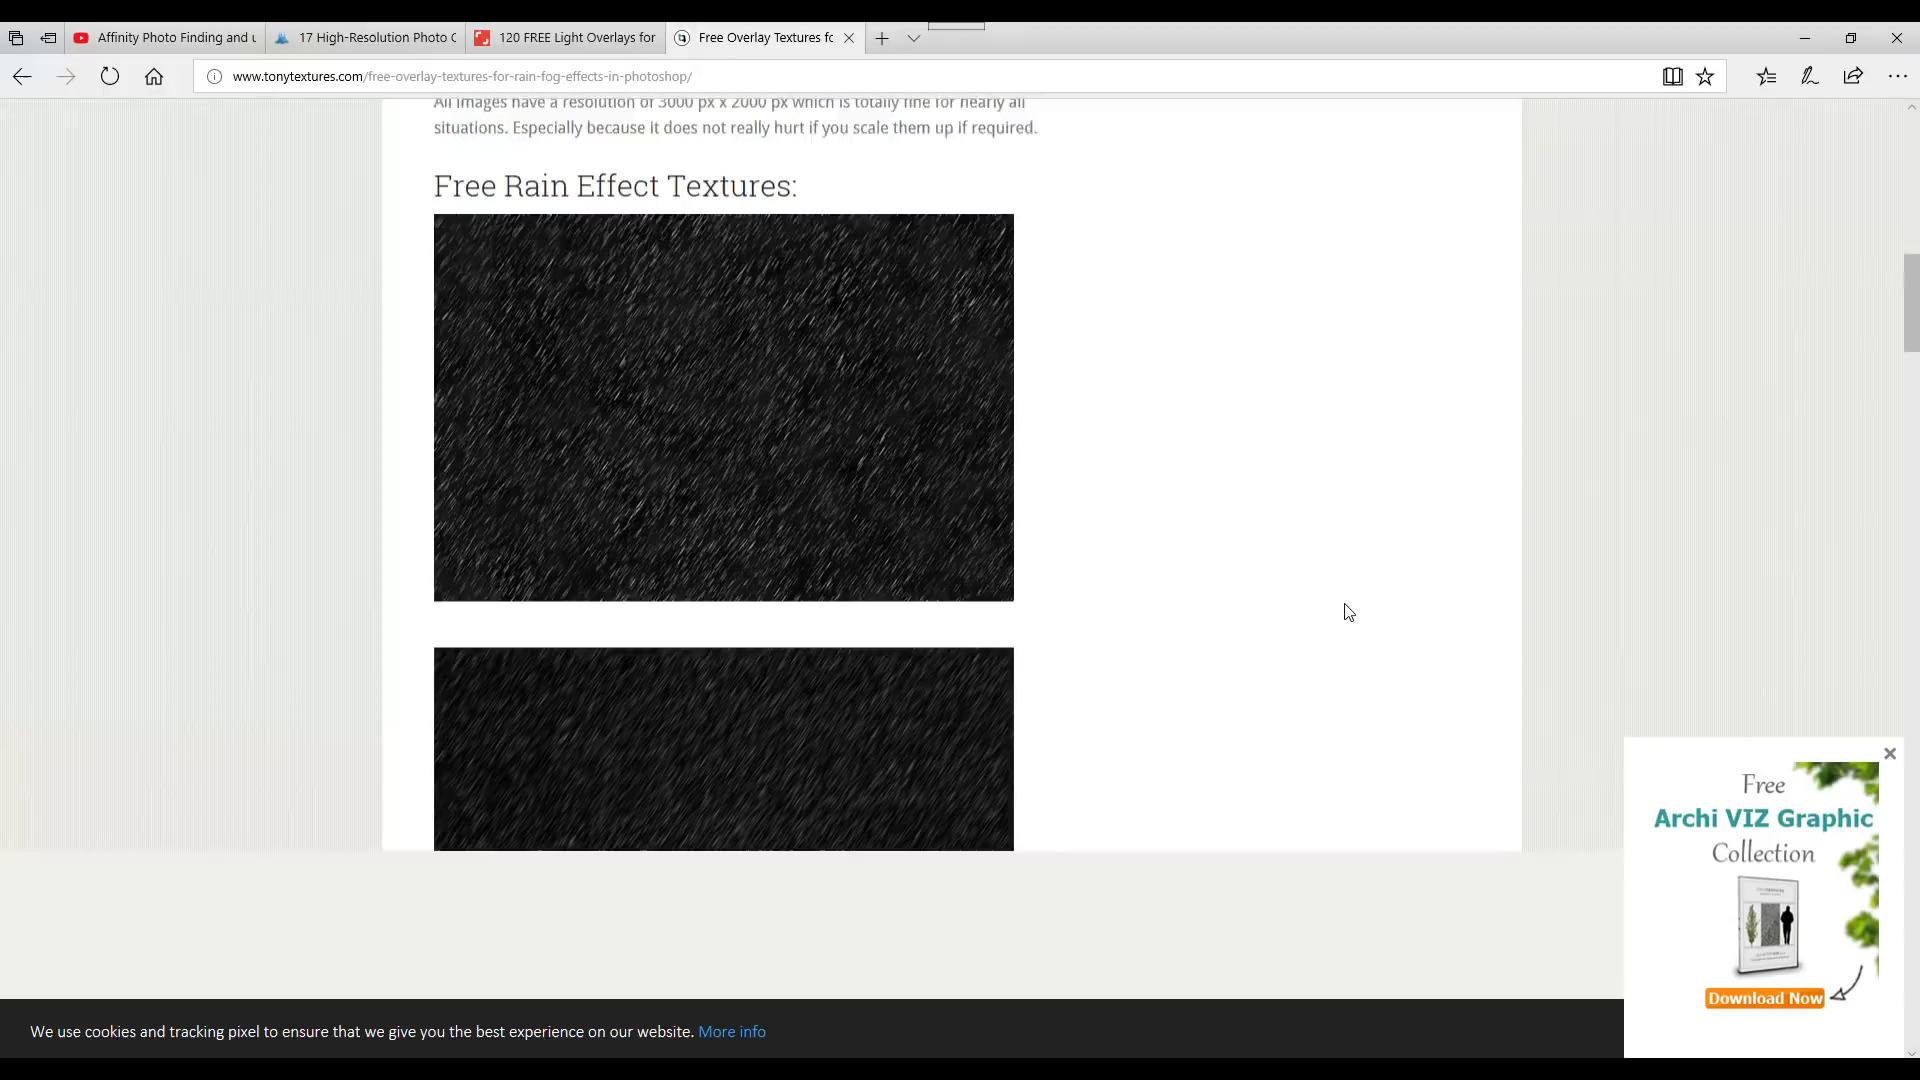 Affinity Photo Finding and u
17 High-Resolution Photo C
120 FREE Light Overlays for
Free Overlay Textures fo
www.tonytextures.com/free-overlay-textures-for-rain-fog-effects-in-photoshop/
All images have a resolution of 3000 px x 2000 px which is totally fine for nearly all
situations. Especially because it does not really hurt if you scale them up if required.
Free Rain Effect Textures:
Free
Archi VIZ Graphic
Collection
Download Now
We use cookies and tracking pixel to ensure that we give you the best experience on our website. More info